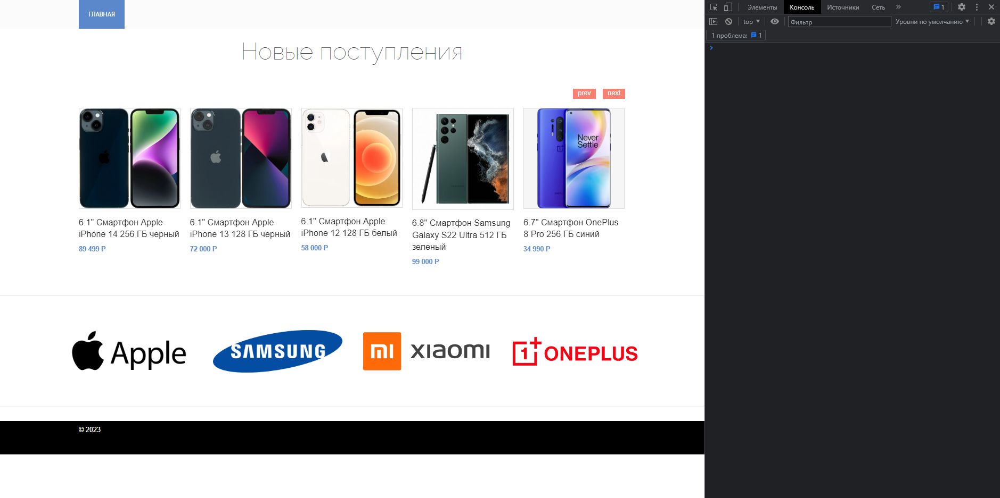 ГЛАВНАЯ
Новые поступления
prev next
NEVER
SETTLE
6.1" Смартфон Apple
iPhone 14 256 ГБ черный
89 499 Р
6.1" Смартфон Apple
iPhone 13 128 ГБ черный
72 000 Р
6.1" Смартфон Apple
iPhone 12 128 ГБ белый
58 000 Р
6.8" Смартфон Samsung
Galaxy S22 Ultra 512 ГБ
зеленый
99 000 Р
6.7" Смартфон OnePlus
8 Pro 256 ГБ синий
34 990 Р
Apple
SAMSUNG
mi xiaomi
1+ ONEPLUS
© 2023
Элементы Консоль Источники Сеть » 1
top Фильтр Уровни по умолчанию
1 проблема: 1